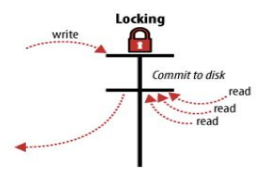 Locking
write
Commit to disk
read
read
read